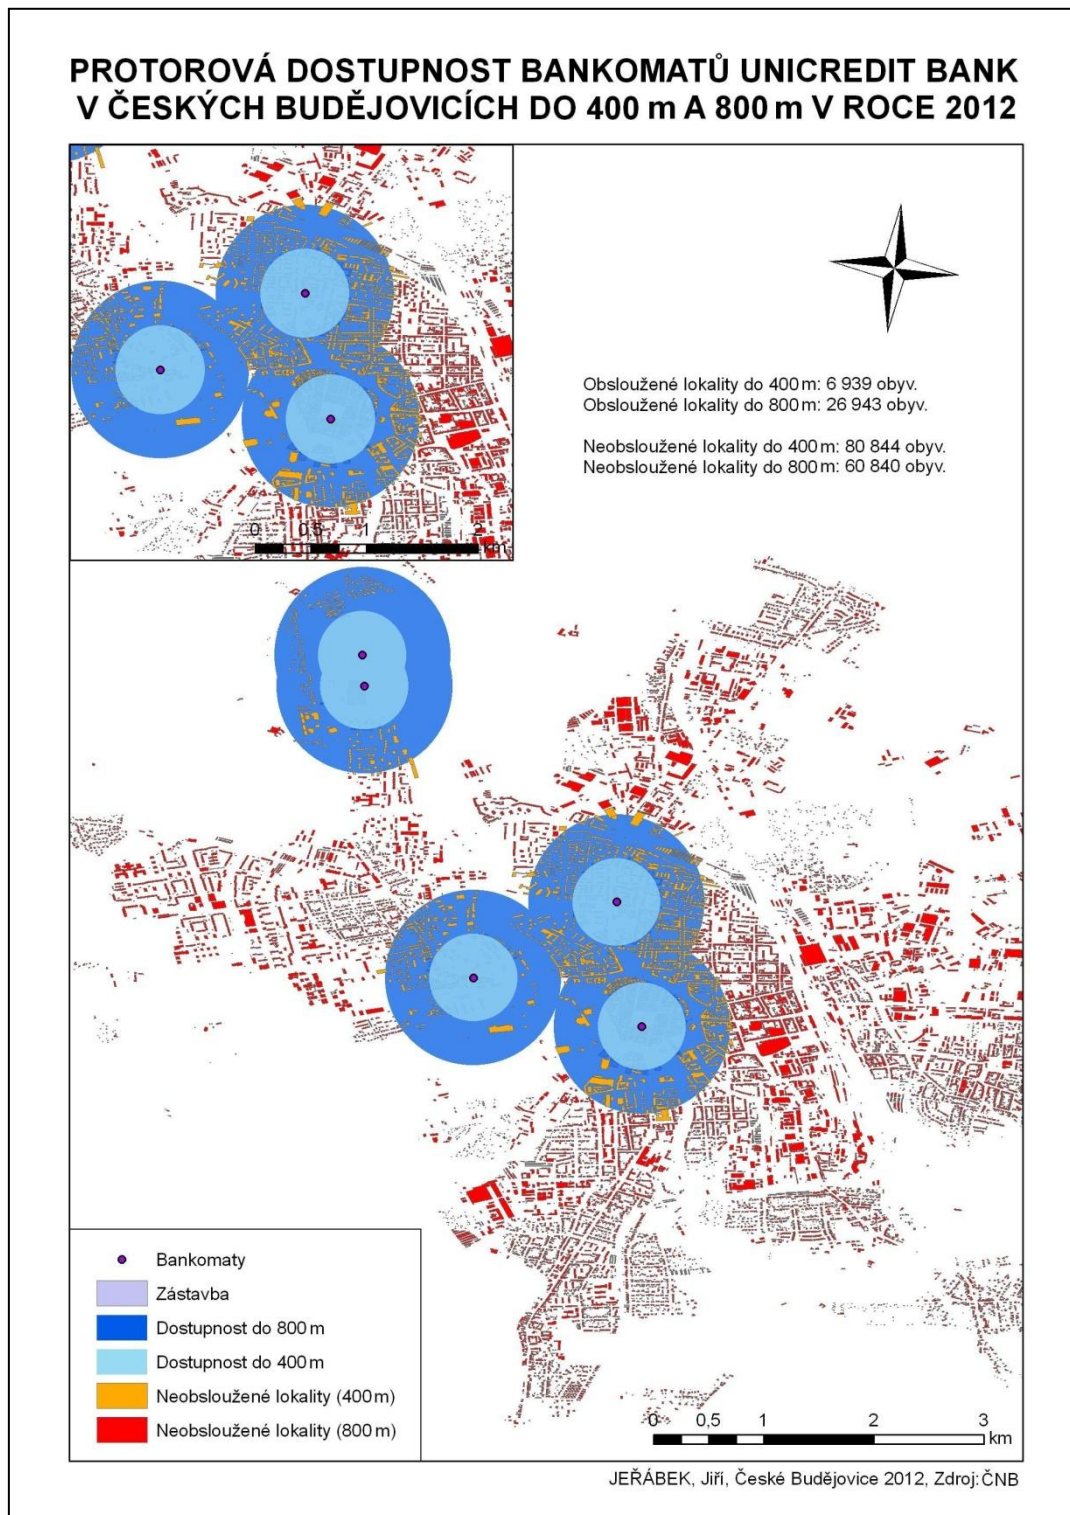 PROTOROVÁ DOSTUPNOST BANKOMATŮ UNICREDIT BANK
V ČESKÝCH BUDĚJOVICÍCH DO 400 m A 800 m V ROCE 2012
Obsloužené lokality do 400 m: 6 939 obyv.
Obsloužené lokality do 800 m: 26 943 obyv.
Neobsloužené lokality do 400 m: 80 844 obyv.
Neobsloužené lokality do 800 m: 60 840 obyv.
0 0,5 1 2
km
Bankomaty
Zástavba
Dostupnost do 800 m
Dostupnost do 400 m
Neobsloužené lokality (400 m)
Neobsloužené lokality (800 m)
0 0,5 1 2 3
km
JEŘÁBEK, Jiří, České Budějovice 2012, Zdroj: ČNB